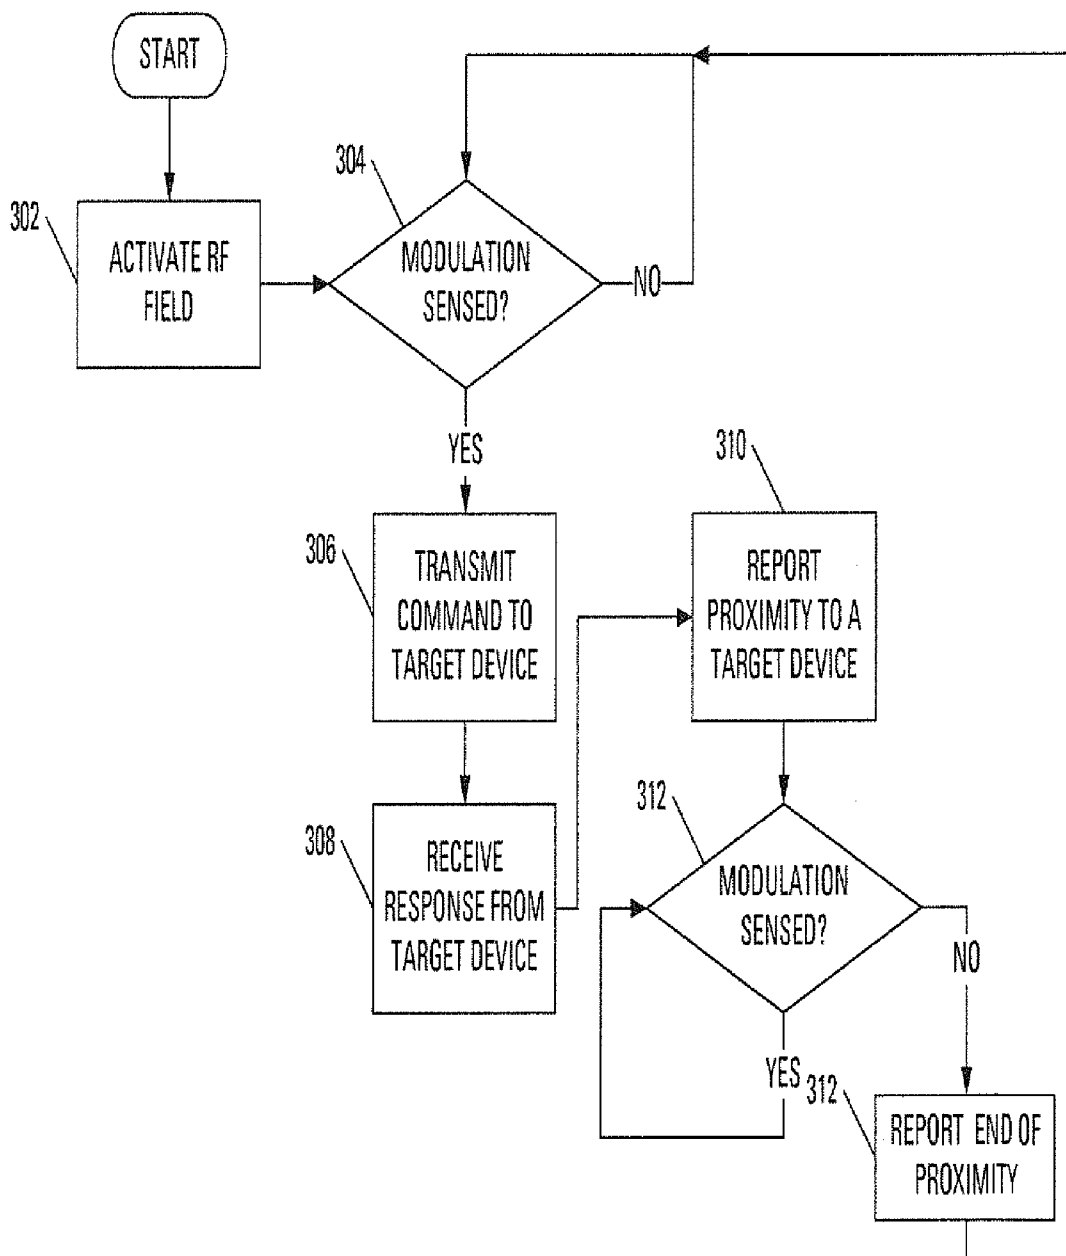 START
302
ACTIVATE RF
FIELD
304
MODULATION
SENSED?
NO
YES
306
TRANSMIT
COMMAND TO
TARGET DEVICE
308
RECEIVE
RESPONSE FROM
TARGET DEVICE
310
REPORT
PROXIMITY TO A
TARGET DEVICE
312
MODULATION
SENSED?
NO
YES
312
REPORT END OF
PROXIMITY